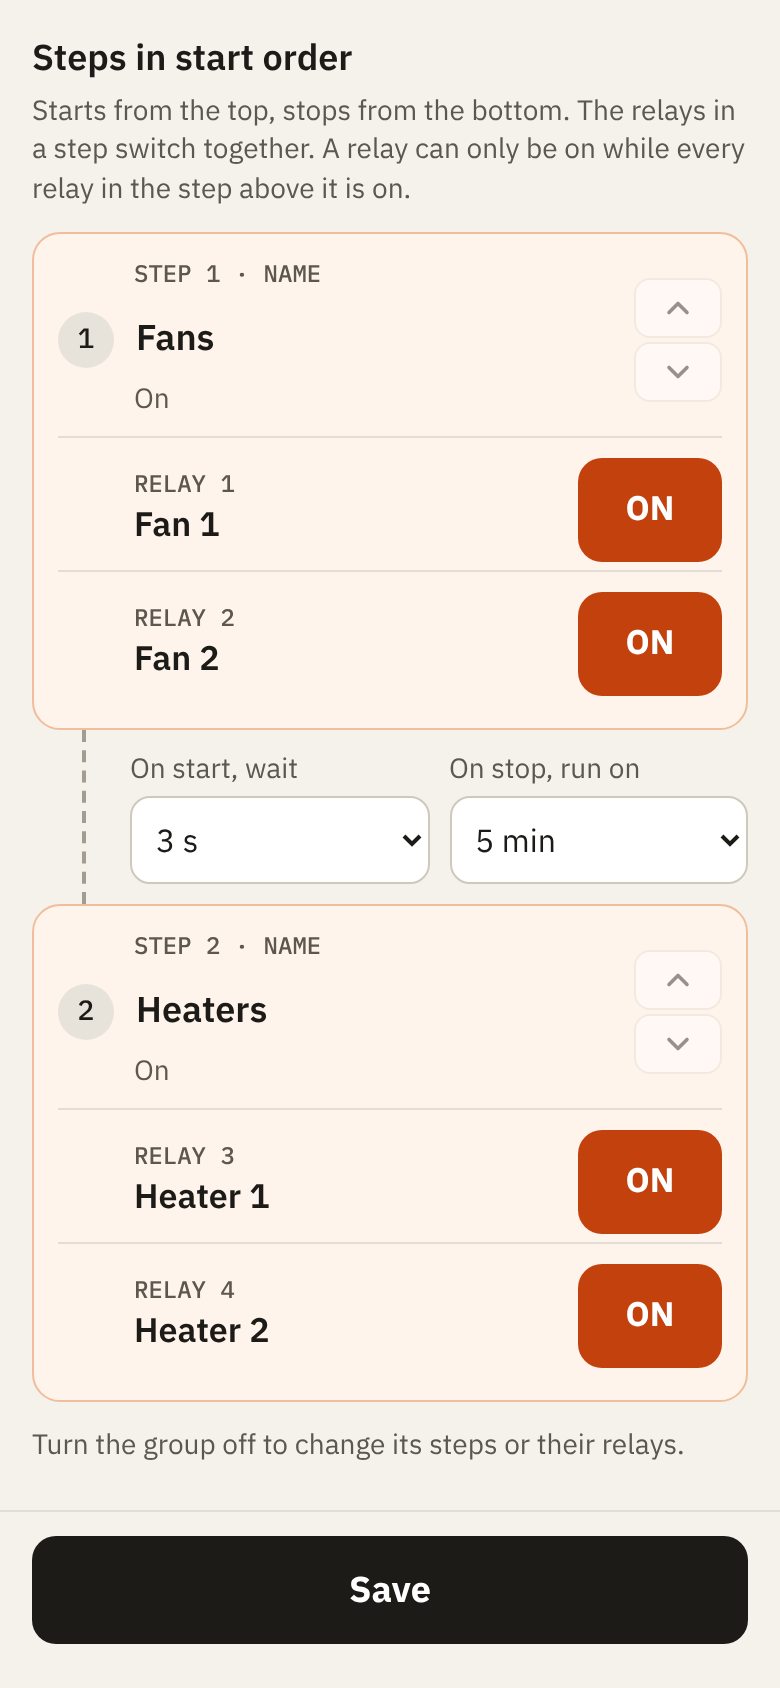 Steps in start order
Starts from the top, stops from the bottom. The relays in
a step switch together. A relay can only be on while every
relay in the step above it is on.
STEP 1 · NAME
1
Fans
On
RELAY 1
Fan 1
ON
RELAY 2
Fan 2
ON
On start, wait
On stop, run on
3 s
5 min
STEP 2 · NAME
2
Heaters
On
RELAY 3
Heater 1
ON
RELAY 4
Heater 2
ON
Turn the group off to change its steps or their relays.
Save